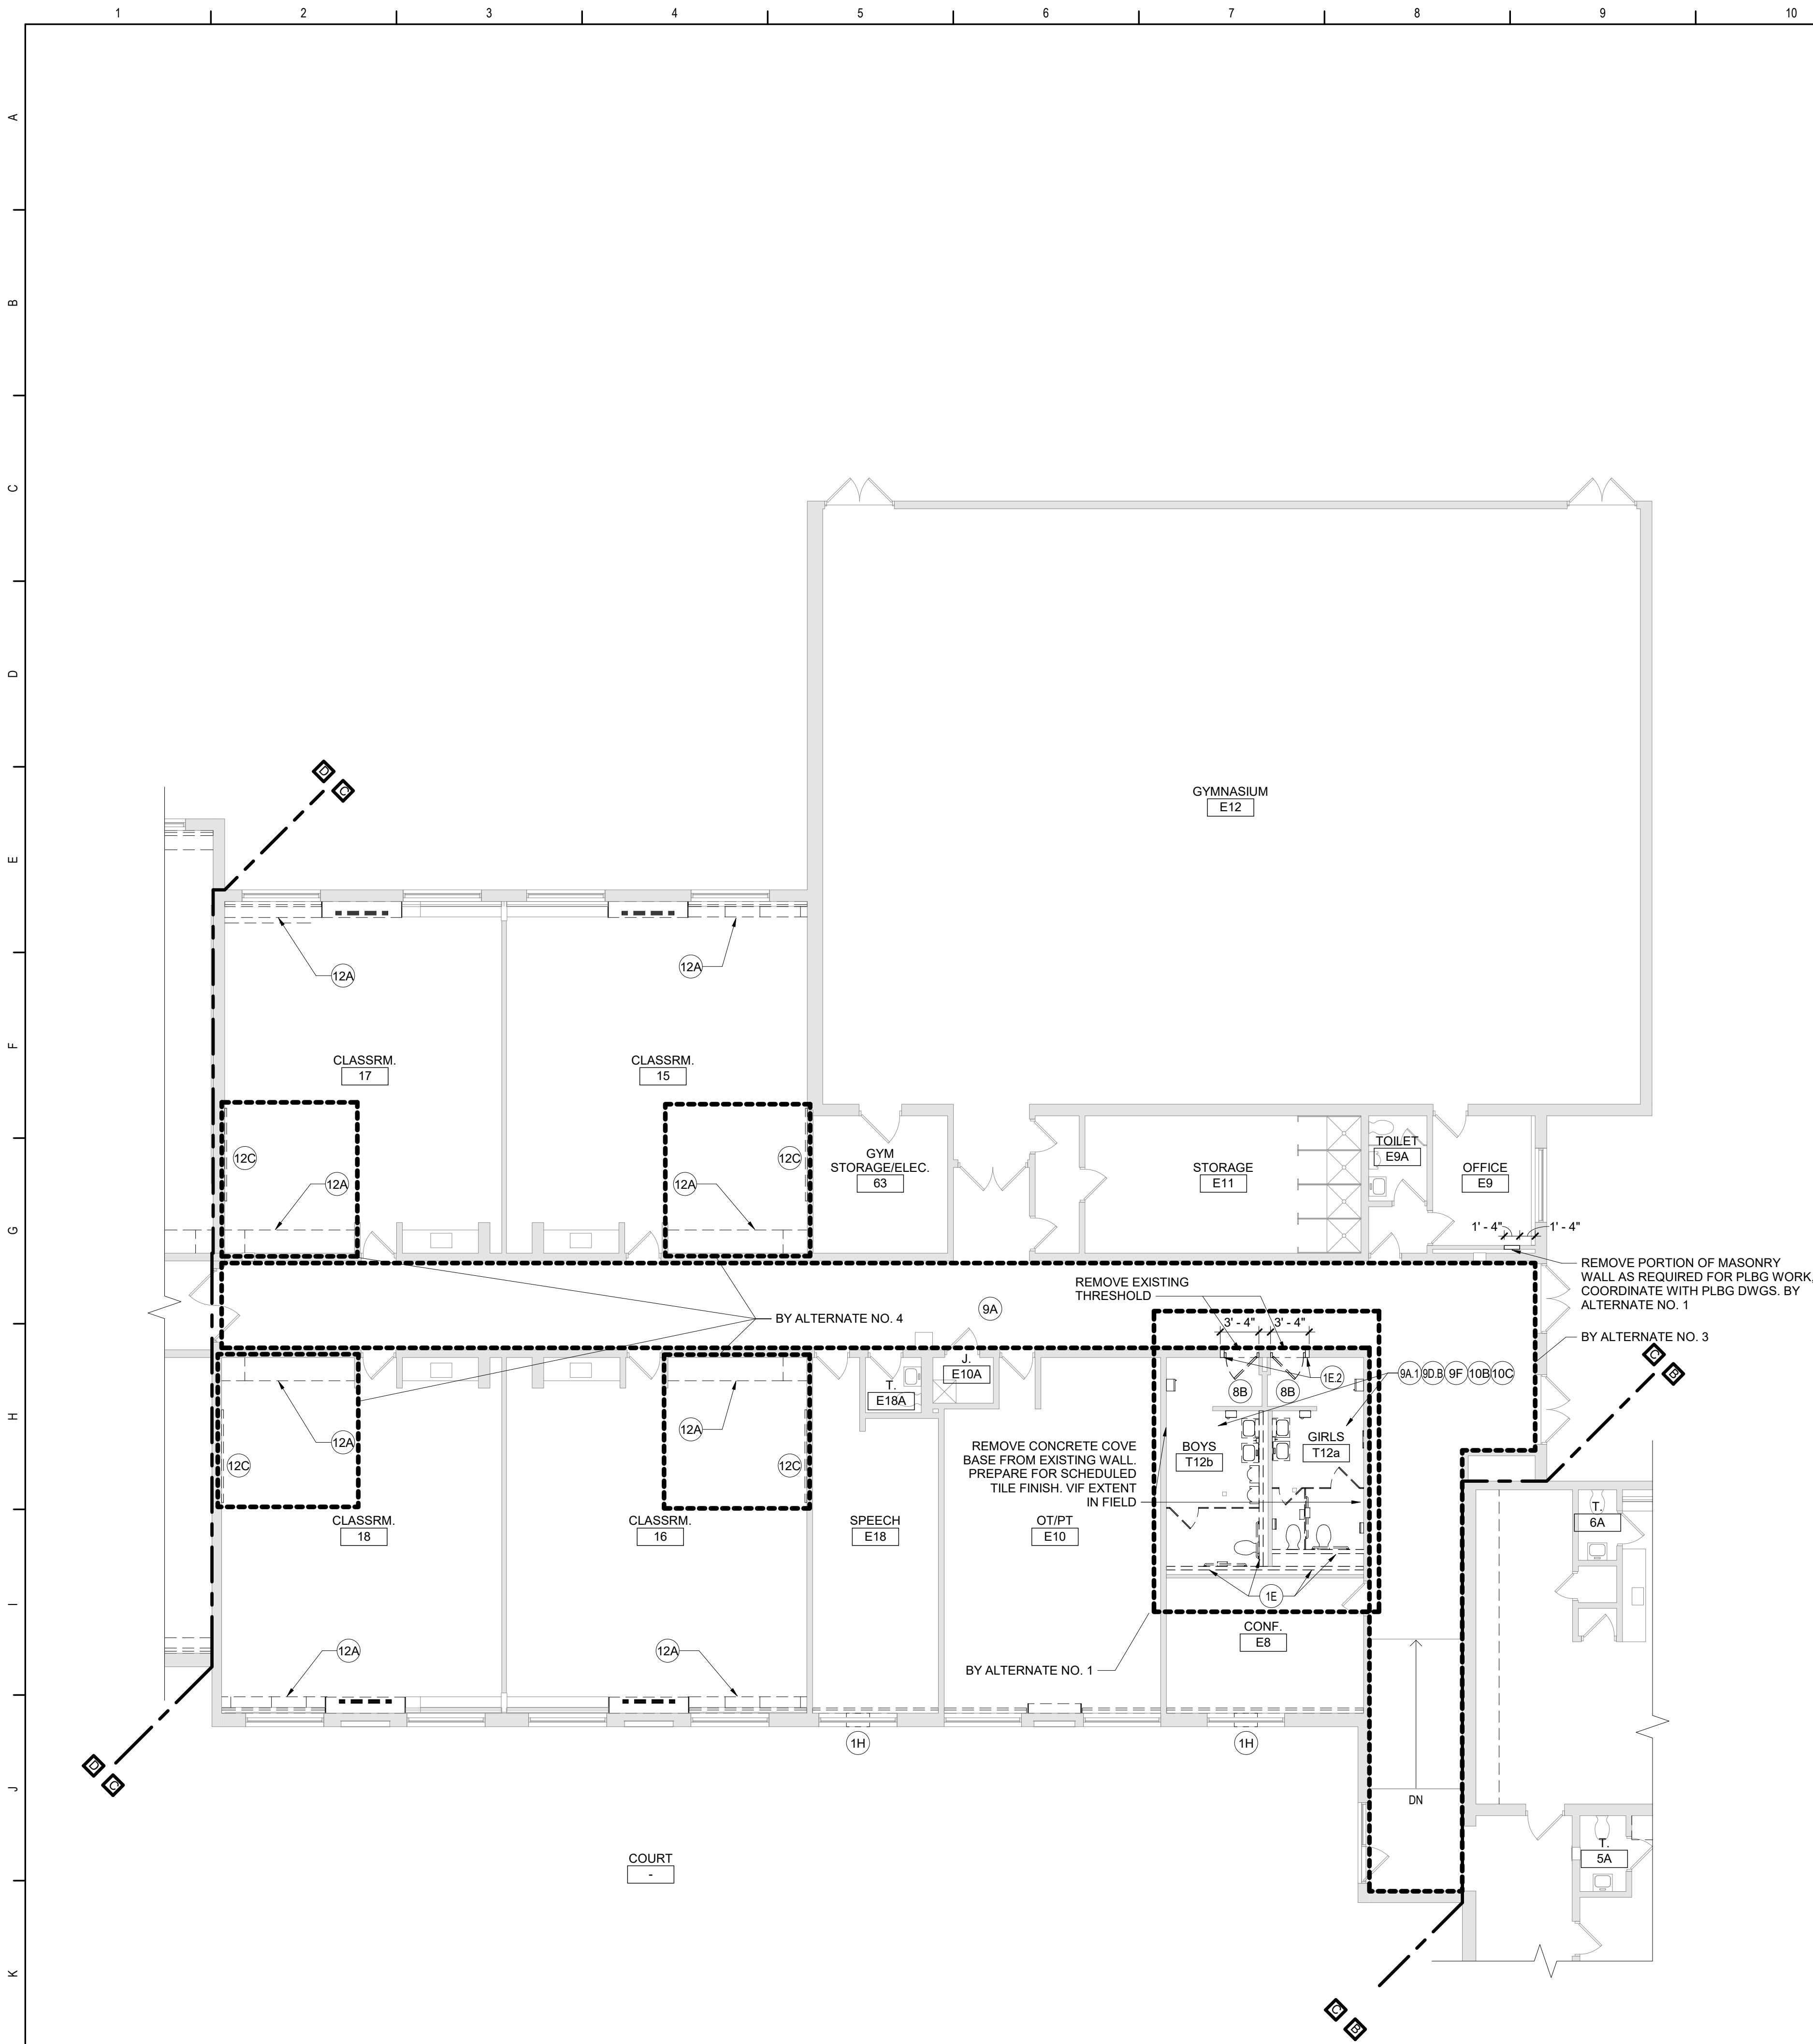 1
2
3
4
5
6
7
8
9
10
A
B
C
D
E
F
G
H
I
J
K
D
C
GYMNASIUM
E12
12A
12A
CLASSRM.
17
CLASSRM.
15
12C
12A
12A
12C
GYM
STORAGE/ELEC.
63
STORAGE
E11
TOILET
E9A
OFFICE
E9
1' - 4"
1' - 4"
REMOVE PORTION OF MASONRY
WALL AS REQUIRED FOR PLBG WORK,
COORDINATE WITH PLBG DWGS. BY
ALTERNATE NO. 1
REMOVE EXISTING
THRESHOLD
9A
BY ALTERNATE NO. 4
3' - 4"
3' - 4"
BY ALTERNATE NO. 3
C
B
J.
E10A
T.
E18A
8B
8B
1E.2
9A.1
9D.B
9F
10B
10C
12A
12A
12C
12C
REMOVE CONCRETE COVE
BASE FROM EXISTING WALL.
PREPARE FOR SCHEDULED
TILE FINISH. VIF EXTENT
IN FIELD
BOYS
T12b
GIRLS
T12a
CLASSRM.
18
CLASSRM.
16
SPEECH
E18
OT/PT
E10
T.
6A
1E
CONF.
E8
12A
12A
BY ALTERNATE NO. 1
1H
1H
D
C
DN
COURT
-
T.
5A
C
B